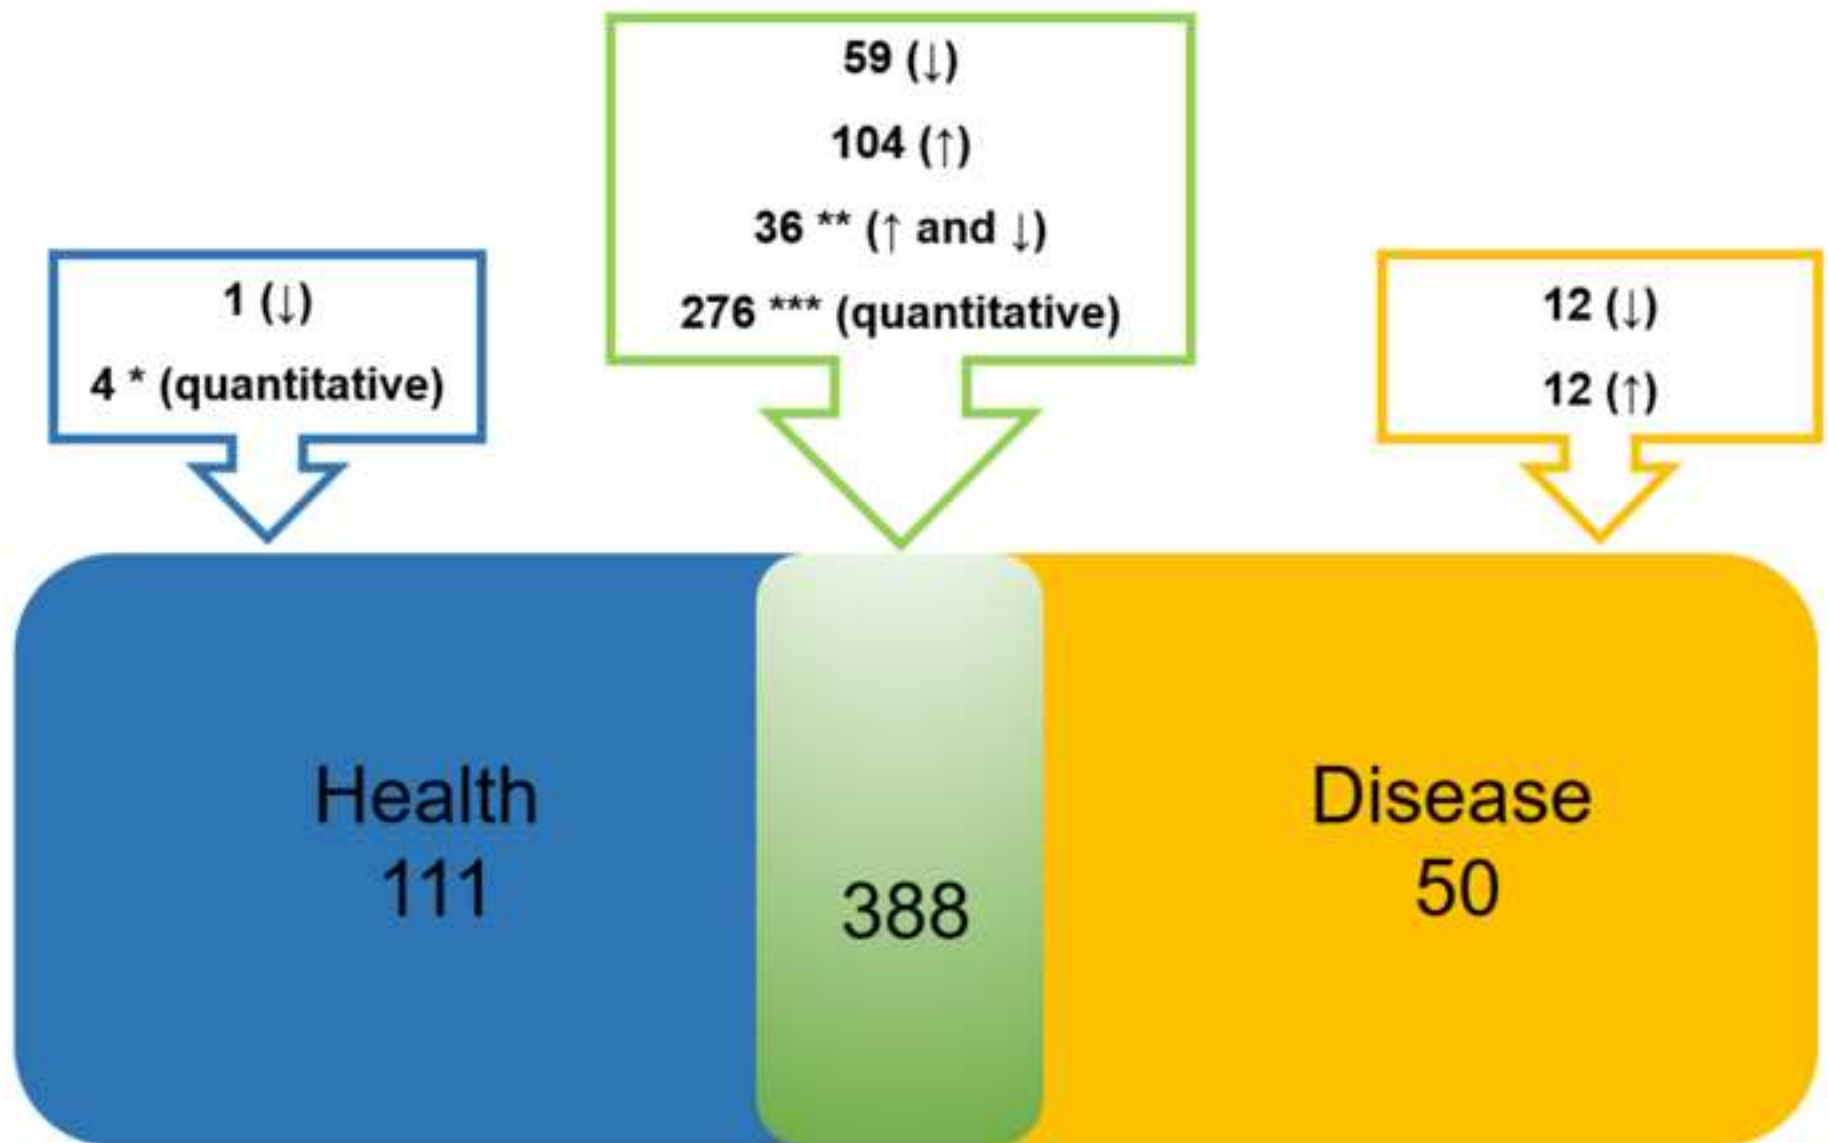 59 (↓)
104 (↑)
36 ** (↑ and ↓)
276 *** (quantitative)
1 (↓)
4 * (quantitative)
12 (↓)
12 (↑)
Health
111
388
Disease
50